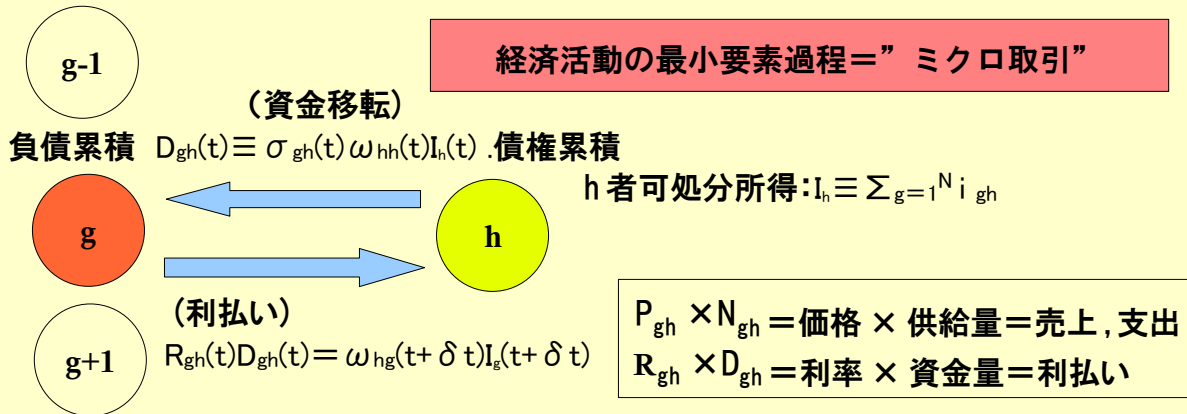 g-1
経済活動の最小要素過程=”ミクロ取引”
(資金移転)
負債累積 Dgh(t)≡σgh(t)ωhh(t)Ih(t) .債権累積
h者可処分所得:Ih≡Σg=1N i gh
g
h
(利払い)
g+1
Rgh(t)Dgh(t)=ωhg(t+δt)Ig(t+δt)
Pgh×Ngh=価格×供給量=売上,支出
Rgh×Dgh=利率×資金量=利払い